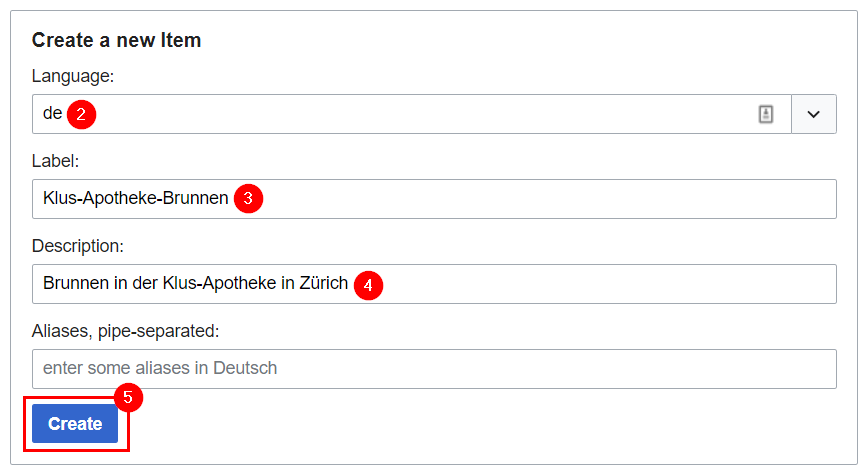 Create a new Item
Language:
de 2
Label:
Klus-Apotheke-Brunnen 3
Description:
Brunnen in der Klus-Apotheke in Zürich 4
Aliases, pipe-separated:
enter some aliases in Deutsch
5
Create